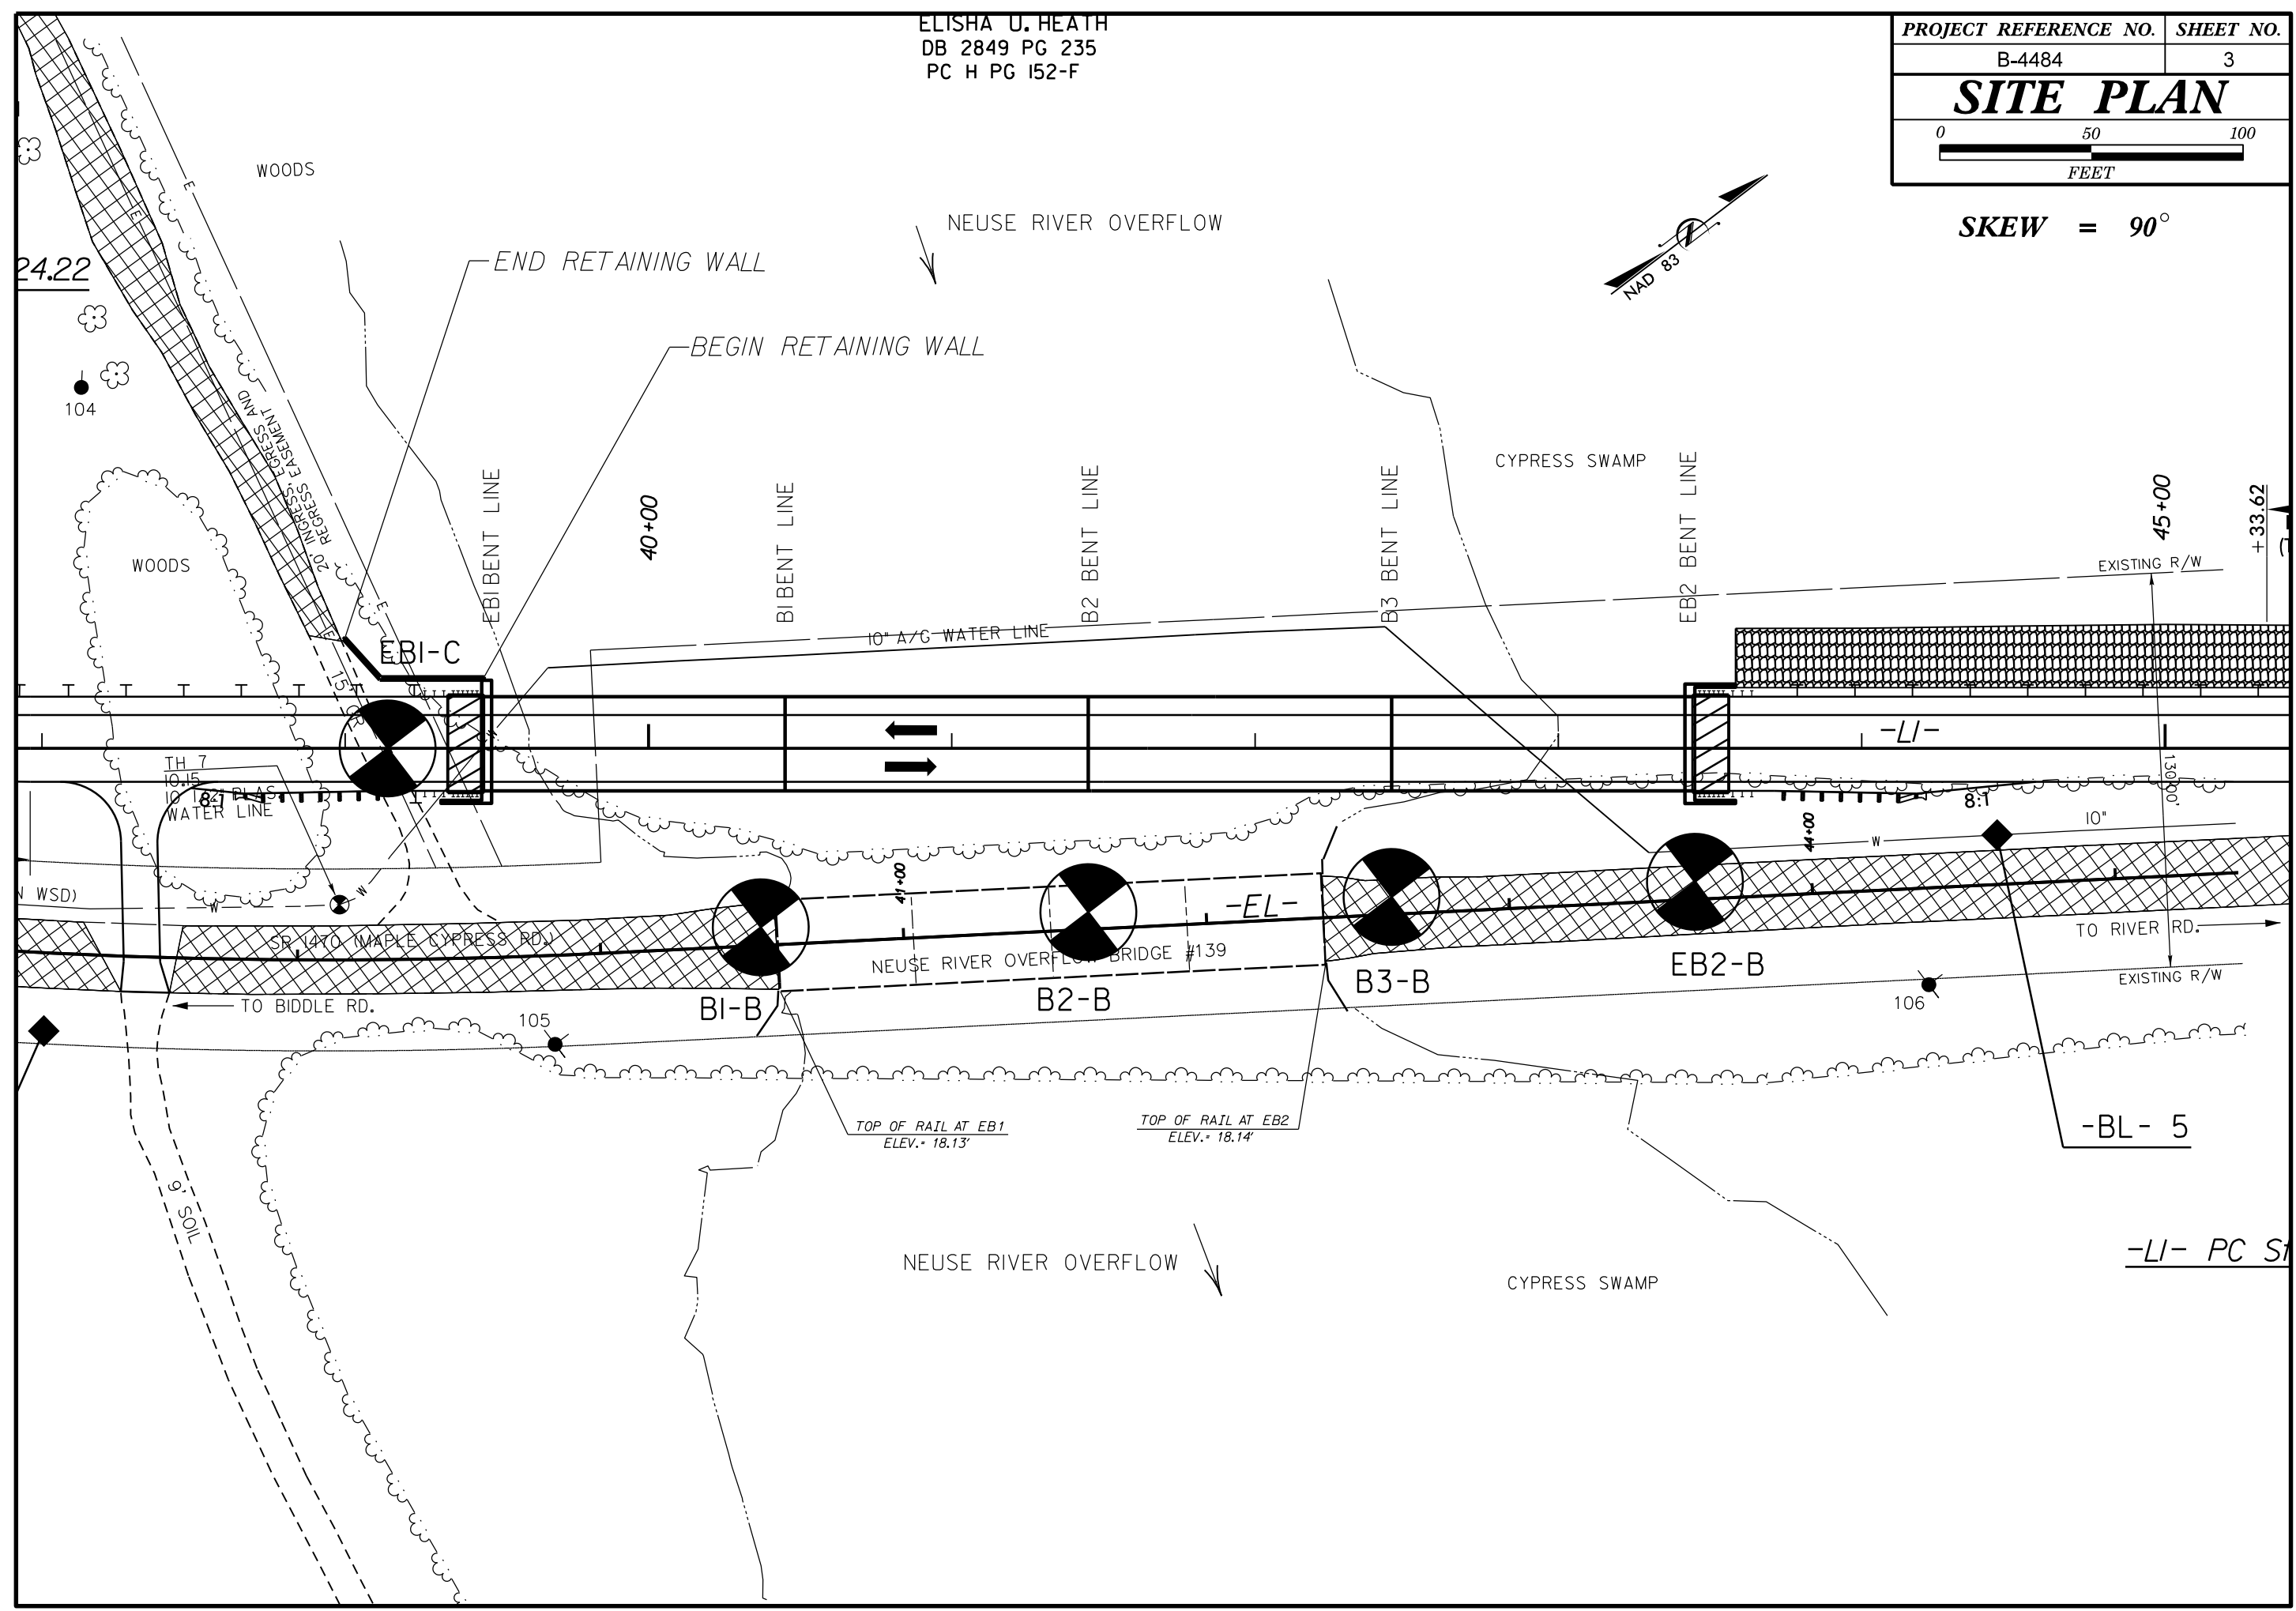 ELISHA U. HEATH
DB 2849 PG 235
PC H PG 152-F
PROJECT REFERENCE NO.
SHEET NO.
B-4484
3
SITE PLAN
0 50 100
FEET
SKEW = 90°
NAD 83
WOODS
NEUSE RIVER OVERFLOW
END RETAINING WALL
BEGIN RETAINING WALL
24.22
104
E
E
20' INGRESS, EGRESS AND
REGRESS EASEMENT
CYPRESS SWAMP
EB1 BENT LINE
40+00
B1 BENT LINE
B2 BENT LINE
B3 BENT LINE
EB2 BENT LINE
45+00
+33.62
WOODS
EXISTING R/W
E
E
10" A/G WATER LINE
EB1-C
15' GR
W
-L1-
TH 7
10.15
10 1/2" PLAS.
WATER LINE
8:1
8:1
130.00'
10"
W
44+00
41+00
N WSD)
W
W
-EL-
SR 1470 (MAPLE CYPRESS RD.)
NEUSE RIVER OVERFLOW BRIDGE #139
TO RIVER RD.
EB2-B
B3-B
B2-B
B1-B
EXISTING R/W
TO BIDDLE RD.
105
106
TOP OF RAIL AT EB1
ELEV.= 18.13'
TOP OF RAIL AT EB2
ELEV.= 18.14'
-BL- 5
9' SOIL
NEUSE RIVER OVERFLOW
CYPRESS SWAMP
-L1- PC